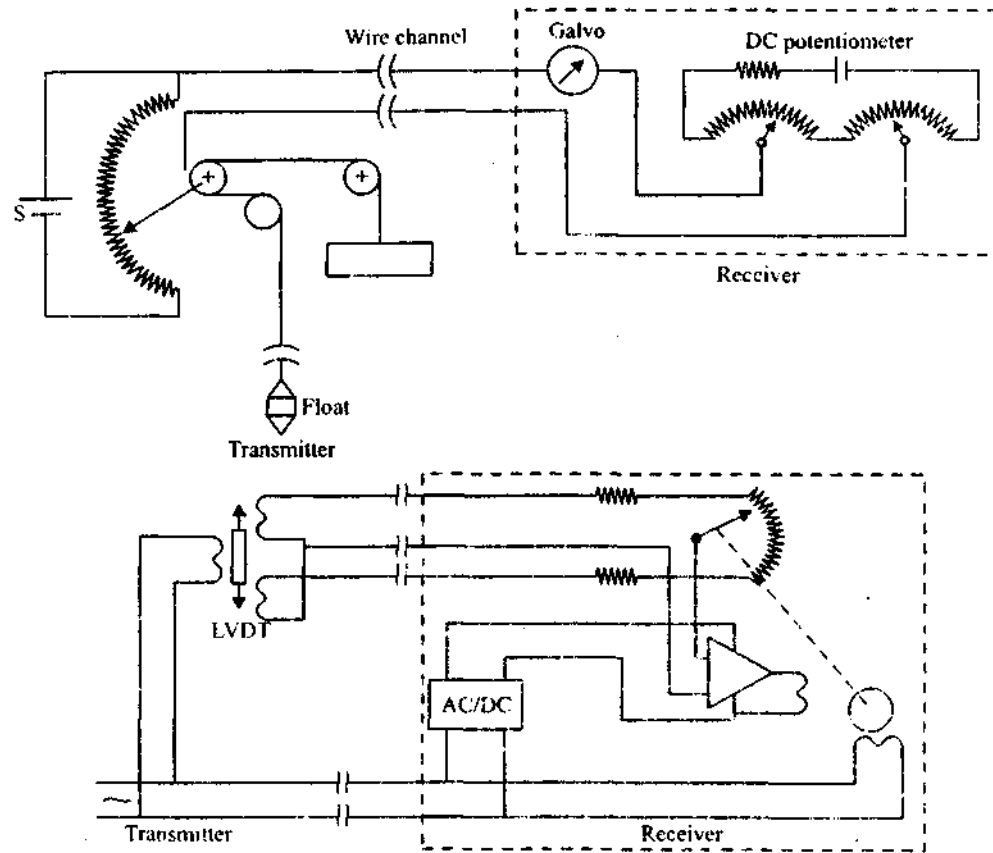 Galvo
Wire channel
DC potentiometer
S
Receiver
Float
Transmitter
LVDT
AC/DC
~
Transmitter
Receiver